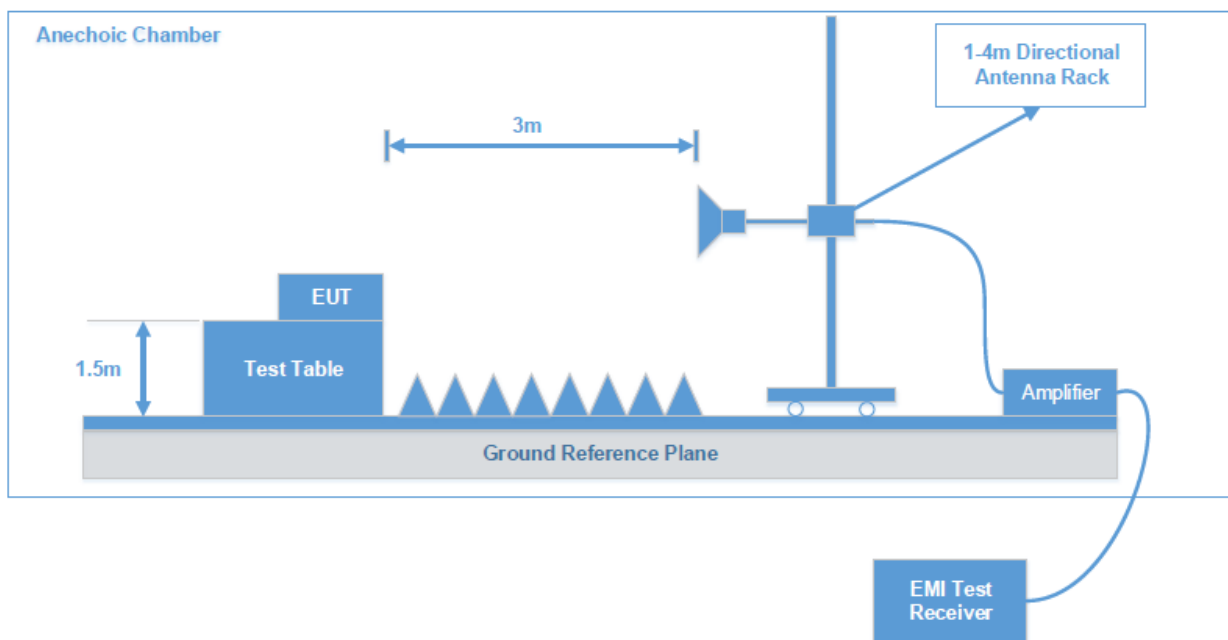 Anechoic Chamber
1-4m Directional
Antenna Rack
3m
EUT
1.5m
Test Table
Amplifier
Ground Reference Plane
EMI Test
Receiver